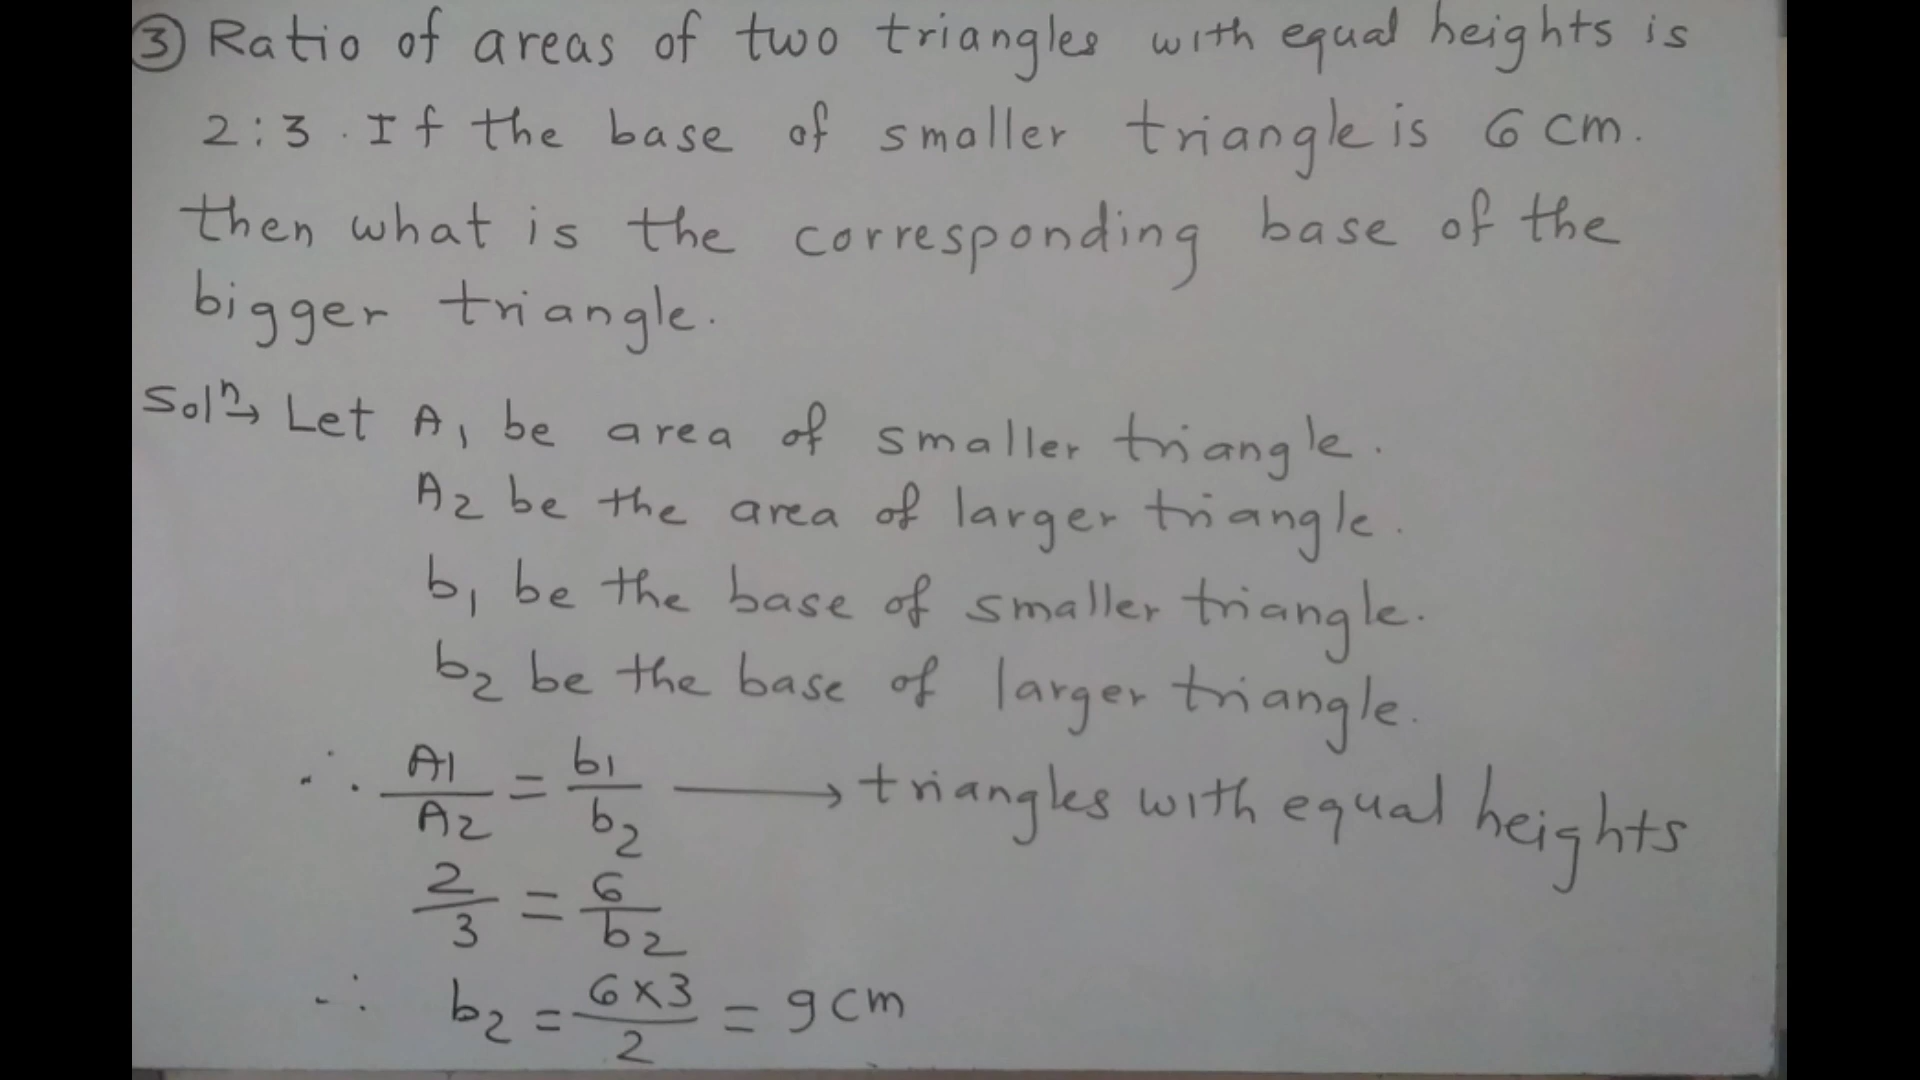 ③ Ratio of areas of two triangles with equal heights is
2:3. If the base of smaller triangle is 6 cm.
then what is the corresponding base of the
bigger triangle.
Solⁿ→ Let A₁ be area of smaller triangle.
A₂ be the area of larger triangle.
b₁ be the base of smaller triangle.
b₂ be the base of larger triangle.
∴ A1/A2 = b1/b2 ⟶ triangles with equal heights
2/3 = 6/b2
∴ b2 = 6×3/2 = 9cm